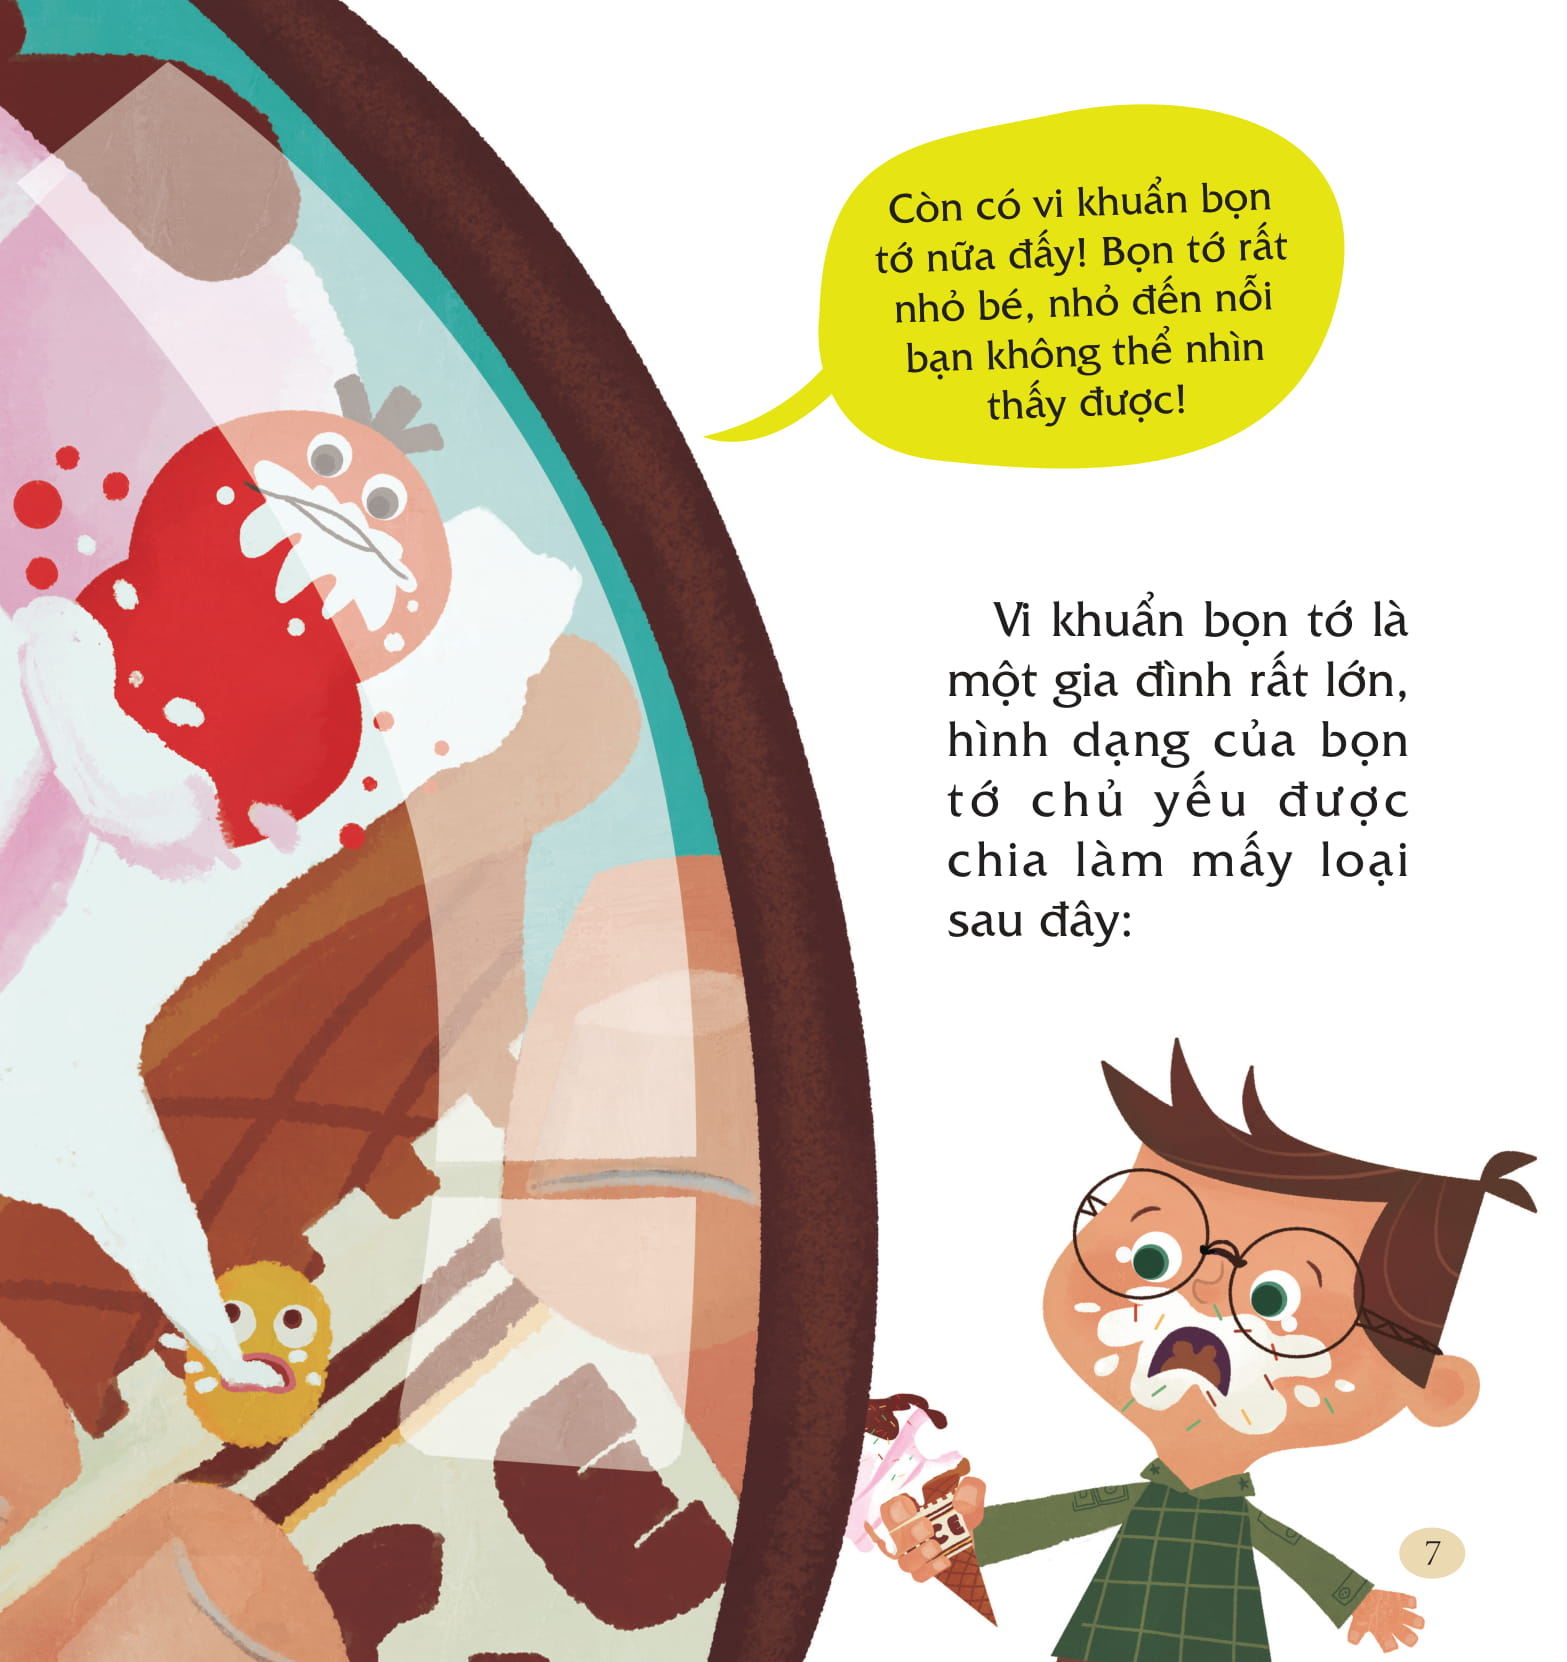 Còn có vi khuẩn bọn
tớ nữa đấy! Bọn tớ rất
nhỏ bé, nhỏ đến nỗi
bạn không thể nhìn
thấy được!
Vi khuẩn bọn tớ là
một gia đình rất lớn,
hình dạng của bọn
tớ chủ yếu được
chia làm mấy loại
sau đây:
7